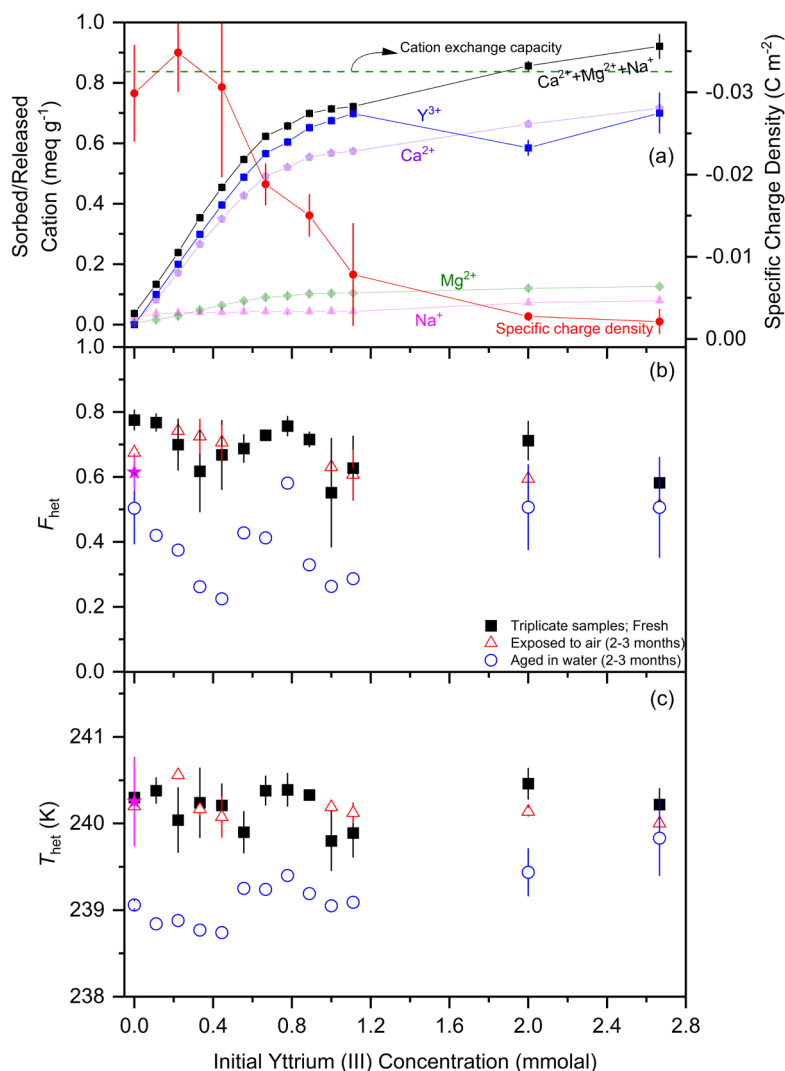 1.0
0.8
0.6
0.4
0.2
0.0
Sorbed/Released
Cation (meq g⁻¹)
Cation exchange capacity
Ca²⁺+Mg²⁺+Na⁺
Y³⁺
Ca²⁺
(a)
Mg²⁺
Na⁺
Specific charge density
-0.03
-0.02
-0.01
0.00
Specific Charge Density (C m⁻²)
1.0
0.8
0.6
0.4
0.2
0.0
F_het
(b)
Triplicate samples; Fresh
Exposed to air (2-3 months)
Aged in water (2-3 months)
241
240
239
238
T_het (K)
(c)
0.0 0.4 0.8 1.2 1.6 2.0 2.4 2.8
Initial Yttrium (III) Concentration (mmolal)